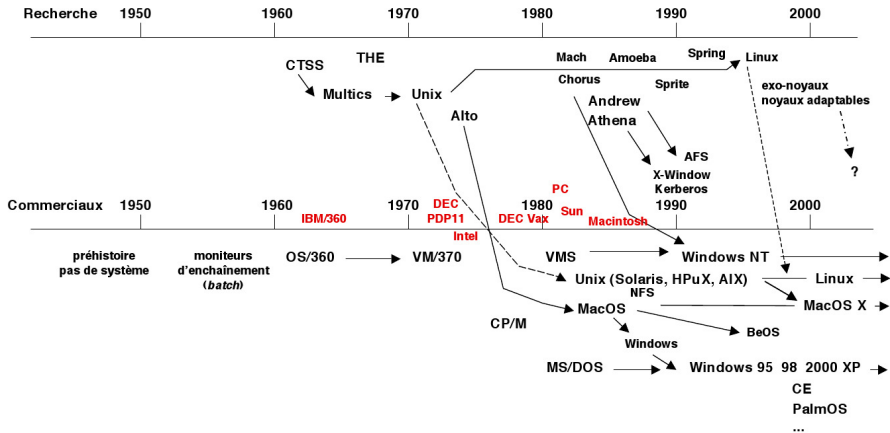 Recherche 1950 1960 1970 1980 1990 2000
CTSS THE Mach Amoeba Spring Linux
Chorus Sprite exo-noyaux
Multics Unix Andrew noyaux adaptables
Alto Athena
AFS
X-Window ?
Kerberos
PC
Commerciaux 1950 1960 1970 1980 1990 2000
DEC Sun
IBM/360 PDP11 DEC Vax Macintosh
Intel
préhistoire moniteurs OS/360 VM/370 VMS Windows NT
pas de système d'enchaînement
(batch)
Unix (Solaris, HPuX, AIX) Linux
NFS
MacOS MacOS X
CP/M BeOS
Windows
MS/DOS Windows 95 98 2000 XP
CE
PalmOS
...